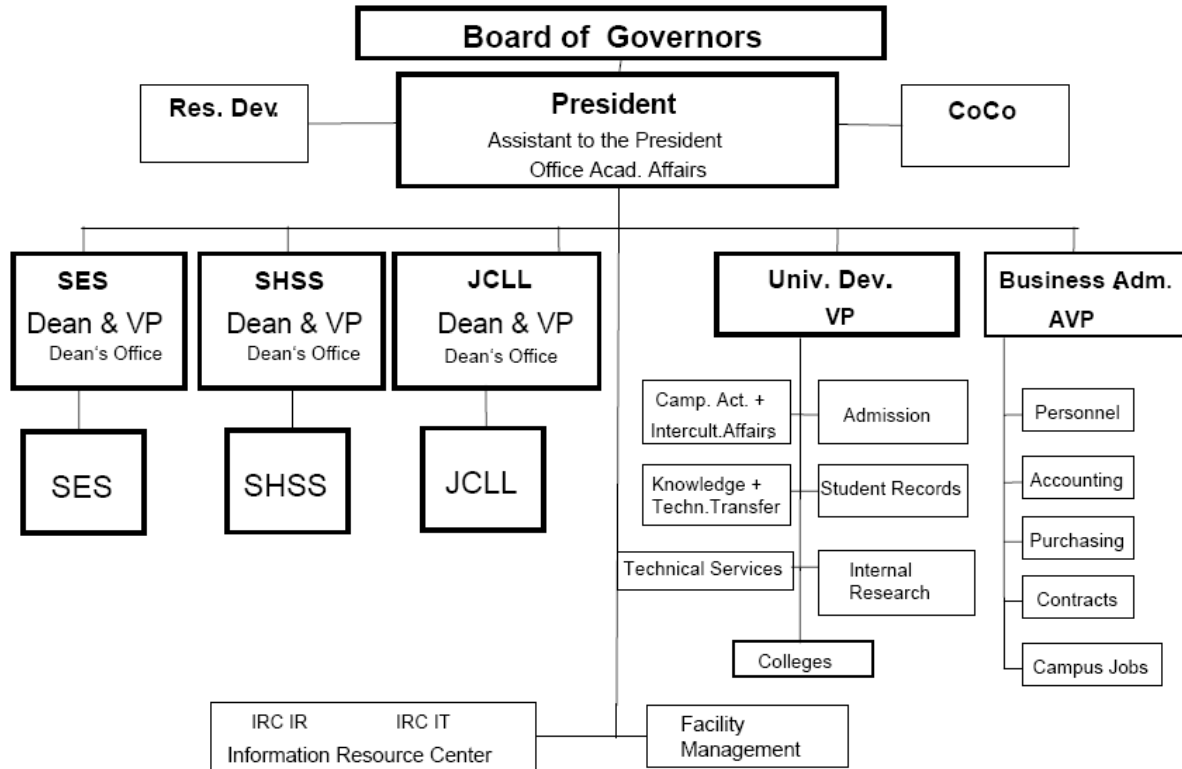 Board of Governors
Res. Dev.
President
Assistant to the President
Office Acad. Affairs
CoCo
SES
Dean & VP
Dean‘s Office
SHSS
Dean & VP
Dean‘s Office
JCLL
Dean & VP
Dean‘s Office
Univ. Dev.
VP
Business Adm.
AVP
SES
SHSS
JCLL
Camp. Act. +
Intercult.Affairs
Admission
Knowledge +
Techn.Transfer
Student Records
Technical Services
Internal
Research
Colleges
Personnel
Accounting
Purchasing
Contracts
Campus Jobs
IRC IR IRC IT
Information Resource Center
Facility
Management